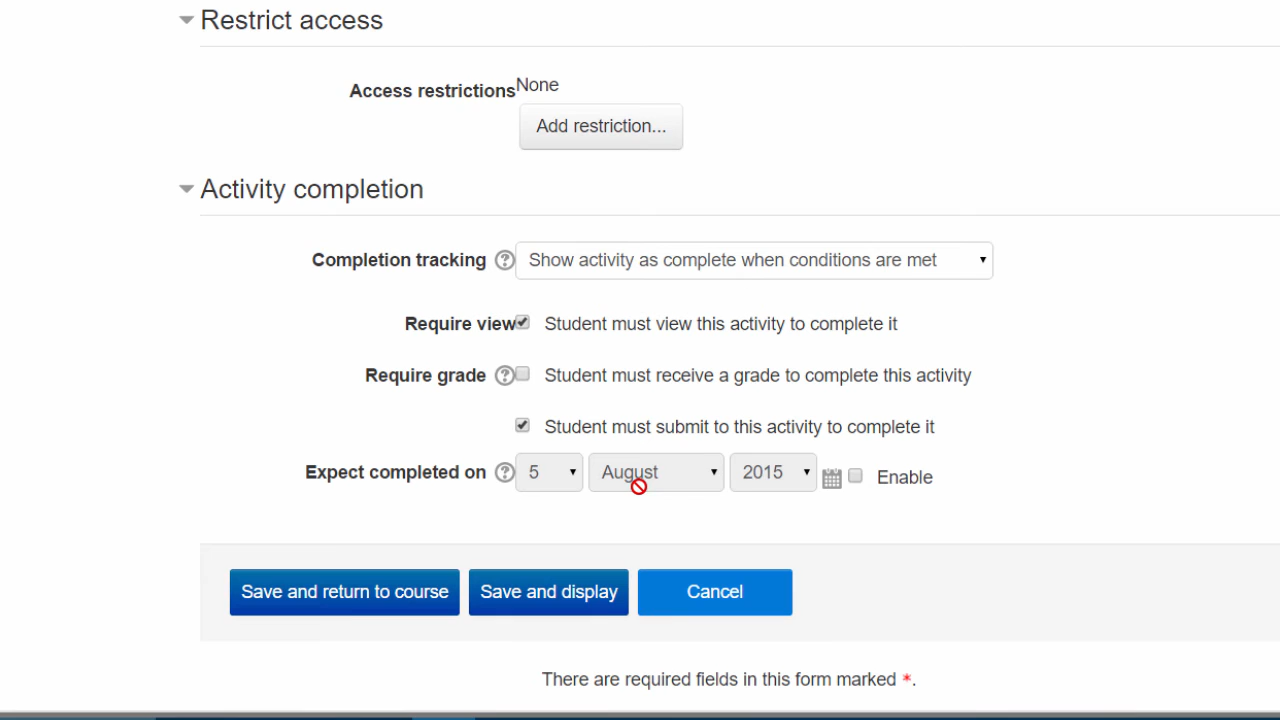 Restrict access
Access restrictions None
Add restriction...
Activity completion
Completion tracking Show activity as complete when conditions are met
Require view Student must view this activity to complete it
Require grade Student must receive a grade to complete this activity
Student must submit to this activity to complete it
Expect completed on 5 August 2015 Enable
Save and return to course Save and display Cancel
There are required fields in this form marked *.